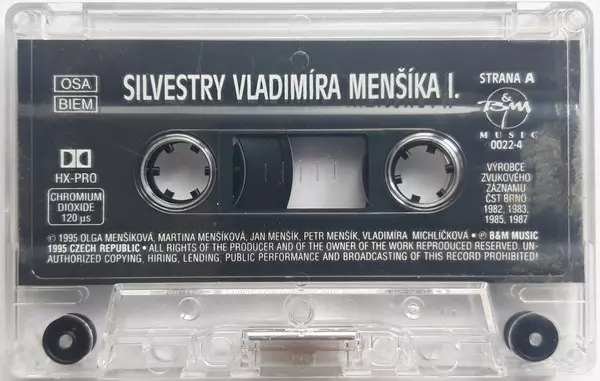 OSA
BIEM
SILVESTRY VLADIMÍRA MENŠÍKA I.
STRANA A
B&M
MUSIC
0022-4
HX-PRO
CHROMIUM
DIOXIDE
120 µs
VÝROBCE
ZVUKOVÉHO
ZÁZNAMU
ČST BRNO
1982, 1983,
1985, 1987
© 1995 OLGA MENŠÍKOVÁ, MARTINA MENŠÍKOVÁ, JAN MENŠÍK, PETR MENŠÍK, VLADIMÍRA MICHLÍČKOVÁ • ℗ B&M MUSIC
1995 CZECH REPUBLIC • ALL RIGHTS OF THE PRODUCER AND OF THE OWNER OF THE WORK REPRODUCED RESERVED. UN-
AUTHORIZED COPYING, HIRING, LENDING, PUBLIC PERFORMANCE AND BROADCASTING OF THIS RECORD PROHIBITED!